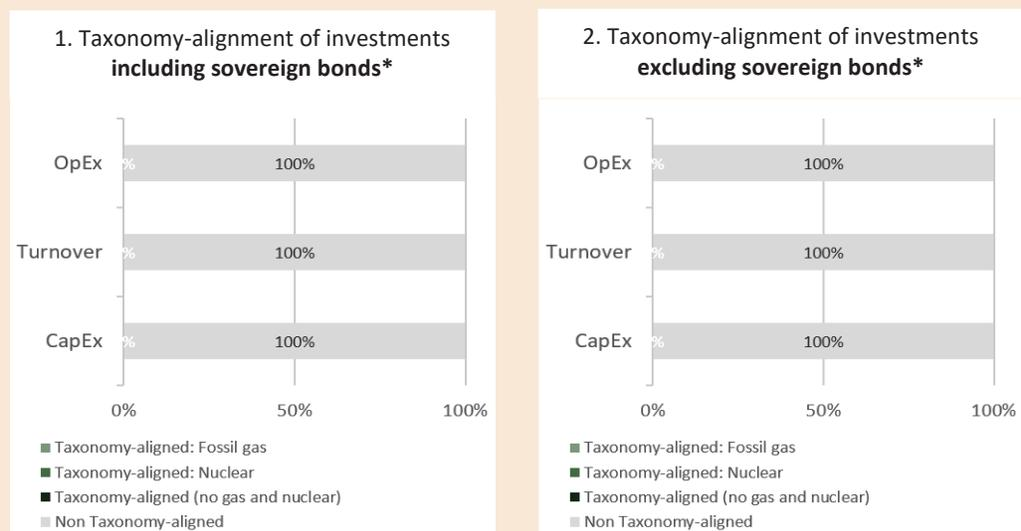 1. Taxonomy-alignment of investments
including sovereign bonds*
OpEx
%
100%
Turnover
%
100%
CapEx
%
100%
0%
50%
100%
Taxonomy-aligned: Fossil gas
Taxonomy-aligned: Nuclear
Taxonomy-aligned (no gas and nuclear)
Non Taxonomy-aligned
2. Taxonomy-alignment of investments
excluding sovereign bonds*
OpEx
%
100%
Turnover
%
100%
CapEx
%
100%
0%
50%
100%
Taxonomy-aligned: Fossil gas
Taxonomy-aligned: Nuclear
Taxonomy-aligned (no gas and nuclear)
Non Taxonomy-aligned